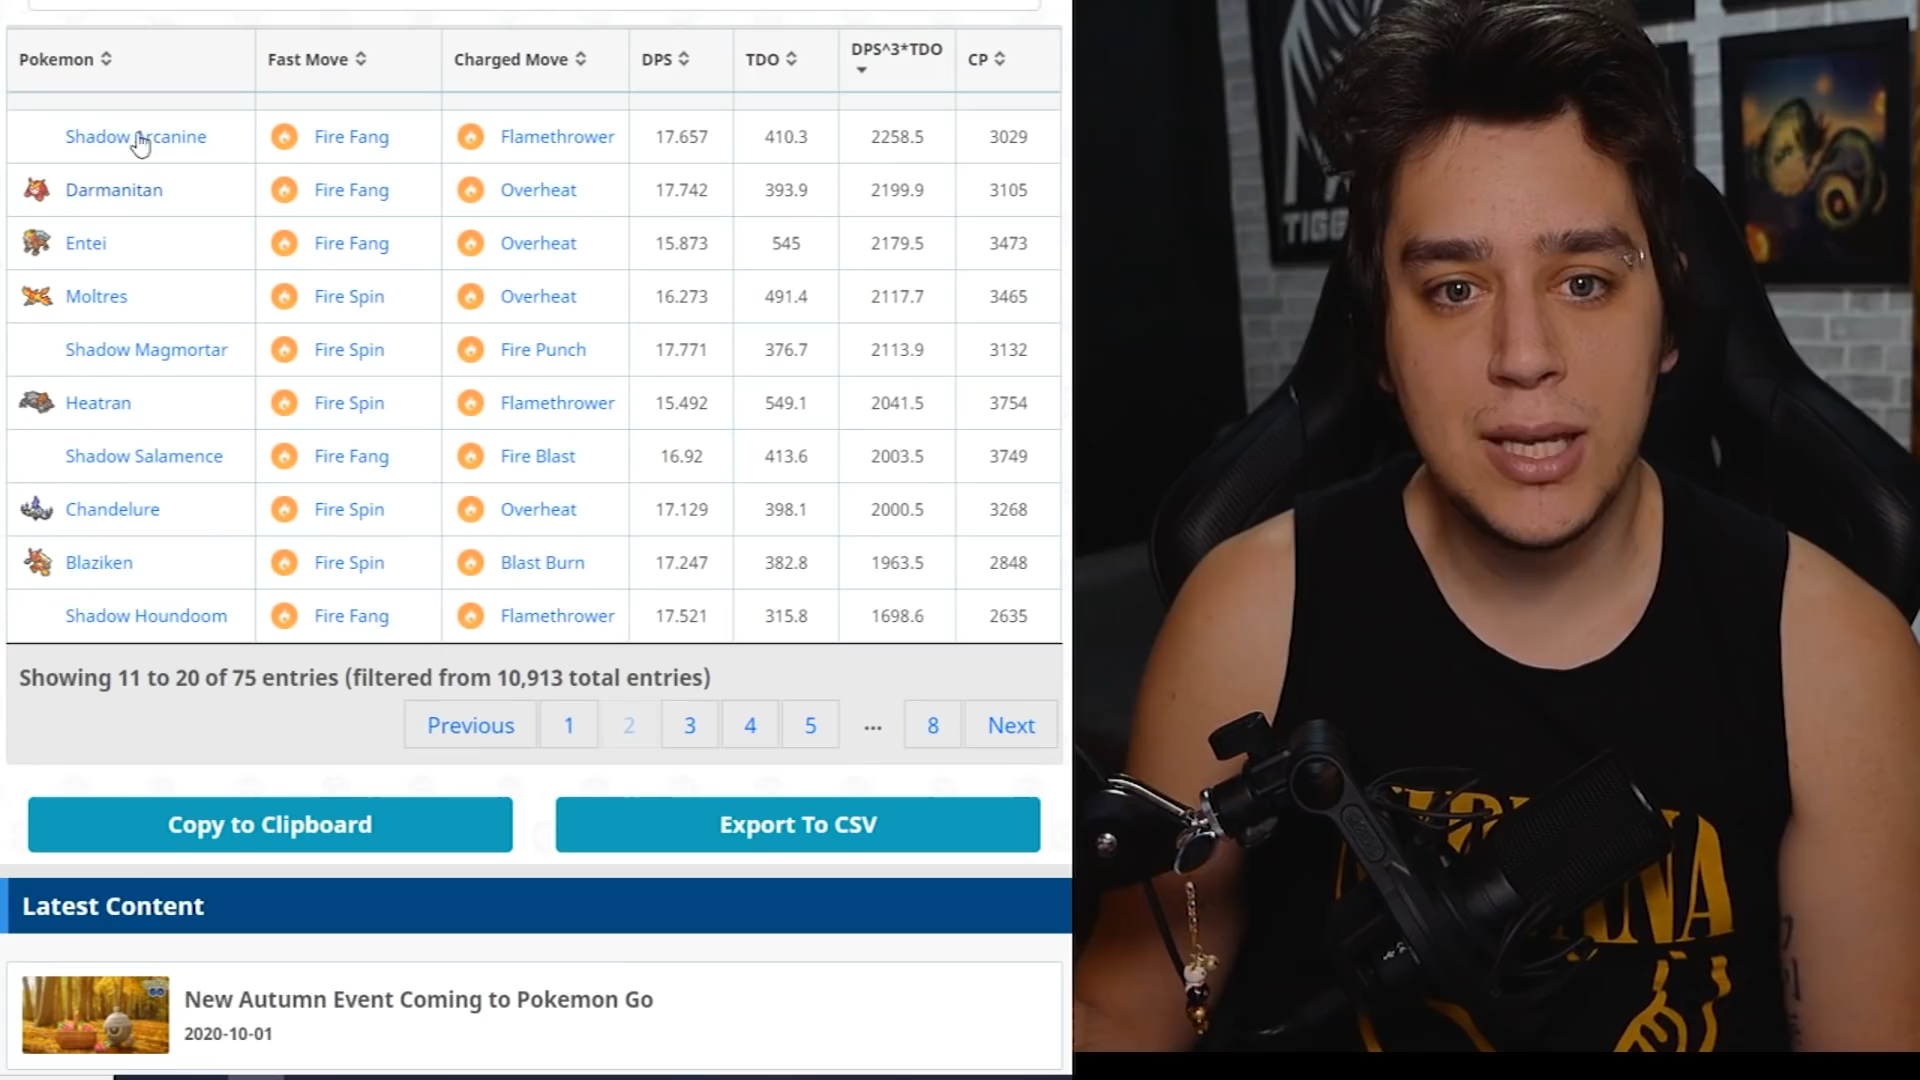 Pokemon Fast Move Charged Move DPS TDO DPS^3*TDO CP
Shadow Arcanine Fire Fang Flamethrower 17.657 410.3 2258.5 3029
Darmanitan Fire Fang Overheat 17.742 393.9 2199.9 3105
Entei Fire Fang Overheat 15.873 545 2179.5 3473
Moltres Fire Spin Overheat 16.273 491.4 2117.7 3465
Shadow Magmortar Fire Spin Fire Punch 17.771 376.7 2113.9 3132
Heatran Fire Spin Flamethrower 15.492 549.1 2041.5 3754
Shadow Salamence Fire Fang Fire Blast 16.92 413.6 2003.5 3749
Chandelure Fire Spin Overheat 17.129 398.1 2000.5 3268
Blaziken Fire Spin Blast Burn 17.247 382.8 1963.5 2848
Shadow Houndoom Fire Fang Flamethrower 17.521 315.8 1698.6 2635
Showing 11 to 20 of 75 entries (filtered from 10,913 total entries)
Previous 1 2 3 4 5 ... 8 Next
Copy to Clipboard Export To CSV
Latest Content
New Autumn Event Coming to Pokemon Go
2020-10-01